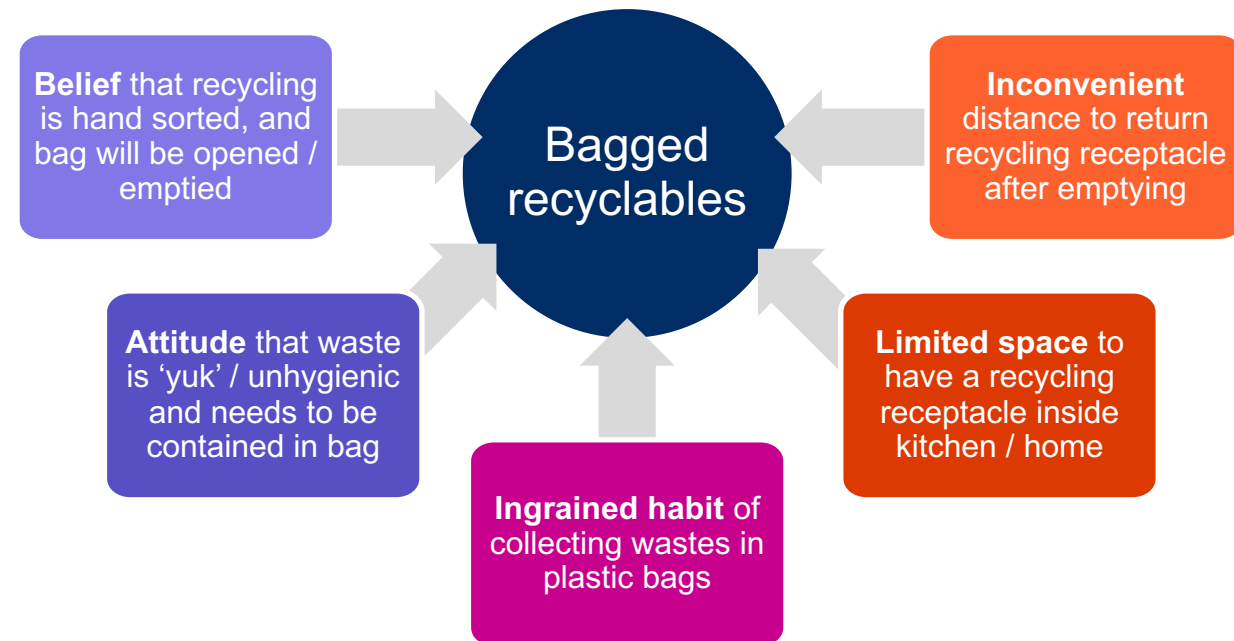 Belief that recycling
is hand sorted, and
bag will be opened /
emptied
Bagged
recyclables
Inconvenient
distance to return
recycling receptacle
after emptying
Attitude that waste
is ‘yuk’ / unhygienic
and needs to be
contained in bag
Limited space to
have a recycling
receptacle inside
kitchen / home
Ingrained habit of
collecting wastes in
plastic bags